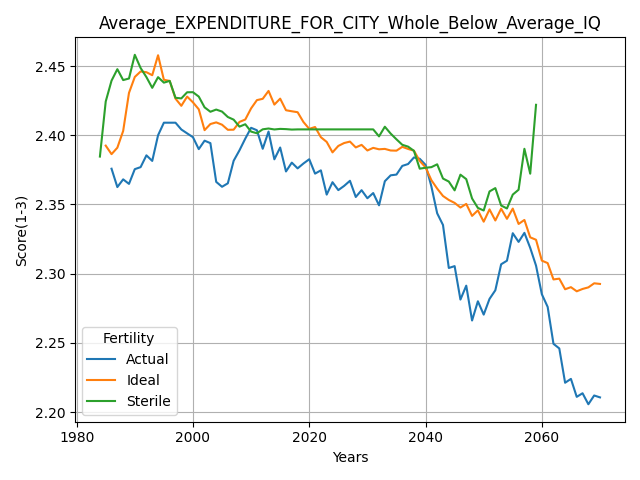 Average_EXPENDITURE_FOR_CITY_Whole_Below_Average_IQ
Score(1-3)
2.45
2.40
2.35
2.30
2.25
2.20
Fertility
Actual
Ideal
Sterile
1980 2000 2020 2040 2060
Years